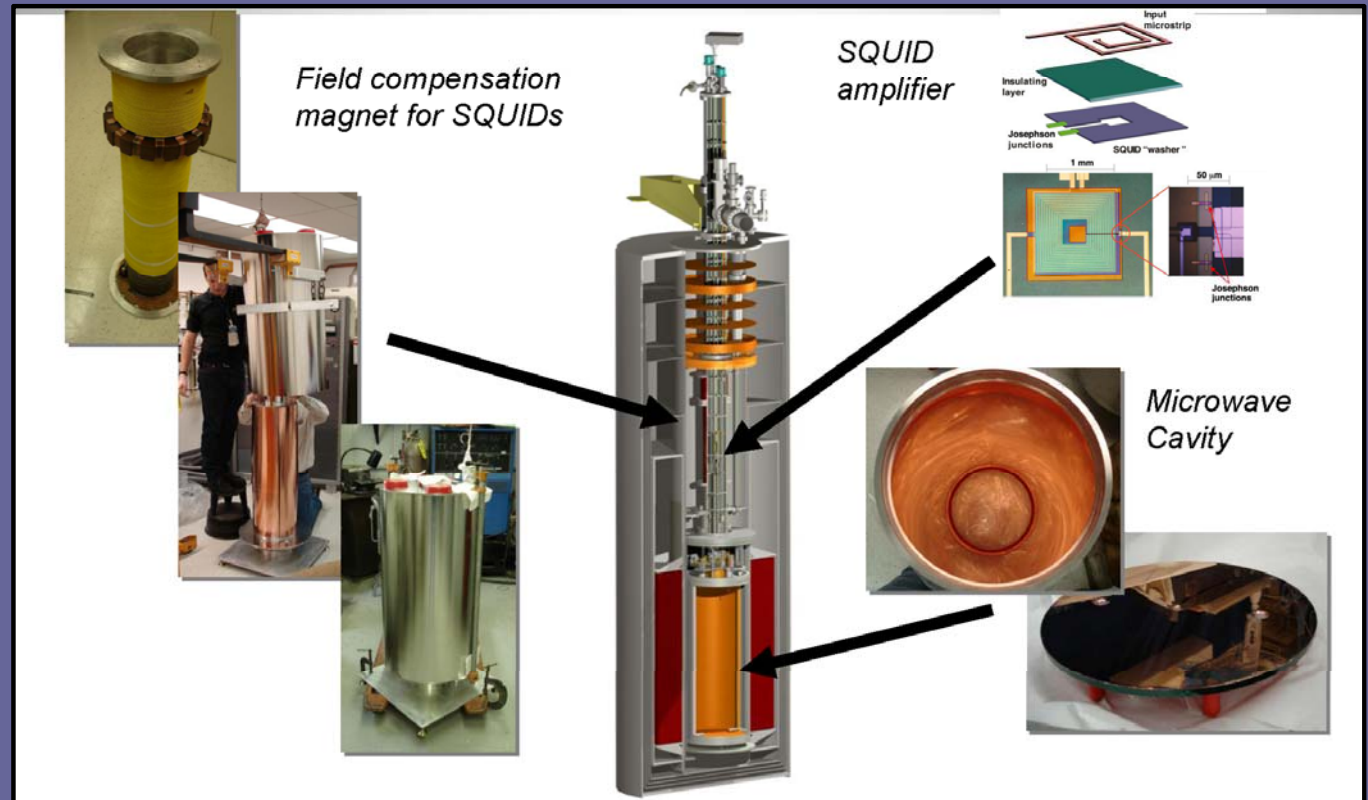 Field compensation
magnet for SQUIDs
SQUID
amplifier
Input
microstrip
Insulating
layer
Josephson
junctions
SQUID "washer "
1 mm
50 μm
Josephson
junctions
Microwave
Cavity